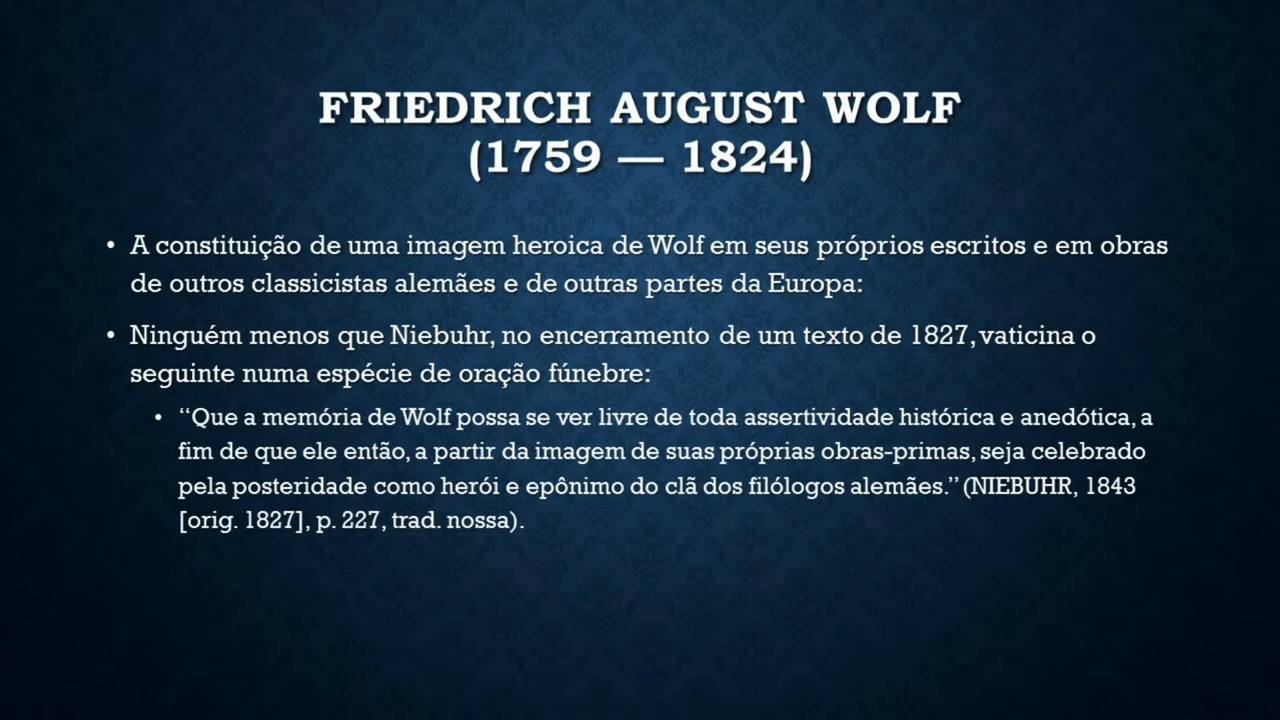 FRIEDRICH AUGUST WOLF
(1759 — 1824)
• A constituição de uma imagem heroica de Wolf em seus próprios escritos e em obras
de outros classicistas alemães e de outras partes da Europa:
• Ninguém menos que Niebuhr, no encerramento de um texto de 1827, vaticina o
seguinte numa espécie de oração fúnebre:
• “Que a memória de Wolf possa se ver livre de toda assertividade histórica e anedótica, a
fim de que ele então, a partir da imagem de suas próprias obras-primas, seja celebrado
pela posteridade como herói e epônimo do clã dos filólogos alemães.” (NIEBUHR, 1843
[orig. 1827], p. 227, trad. nossa).